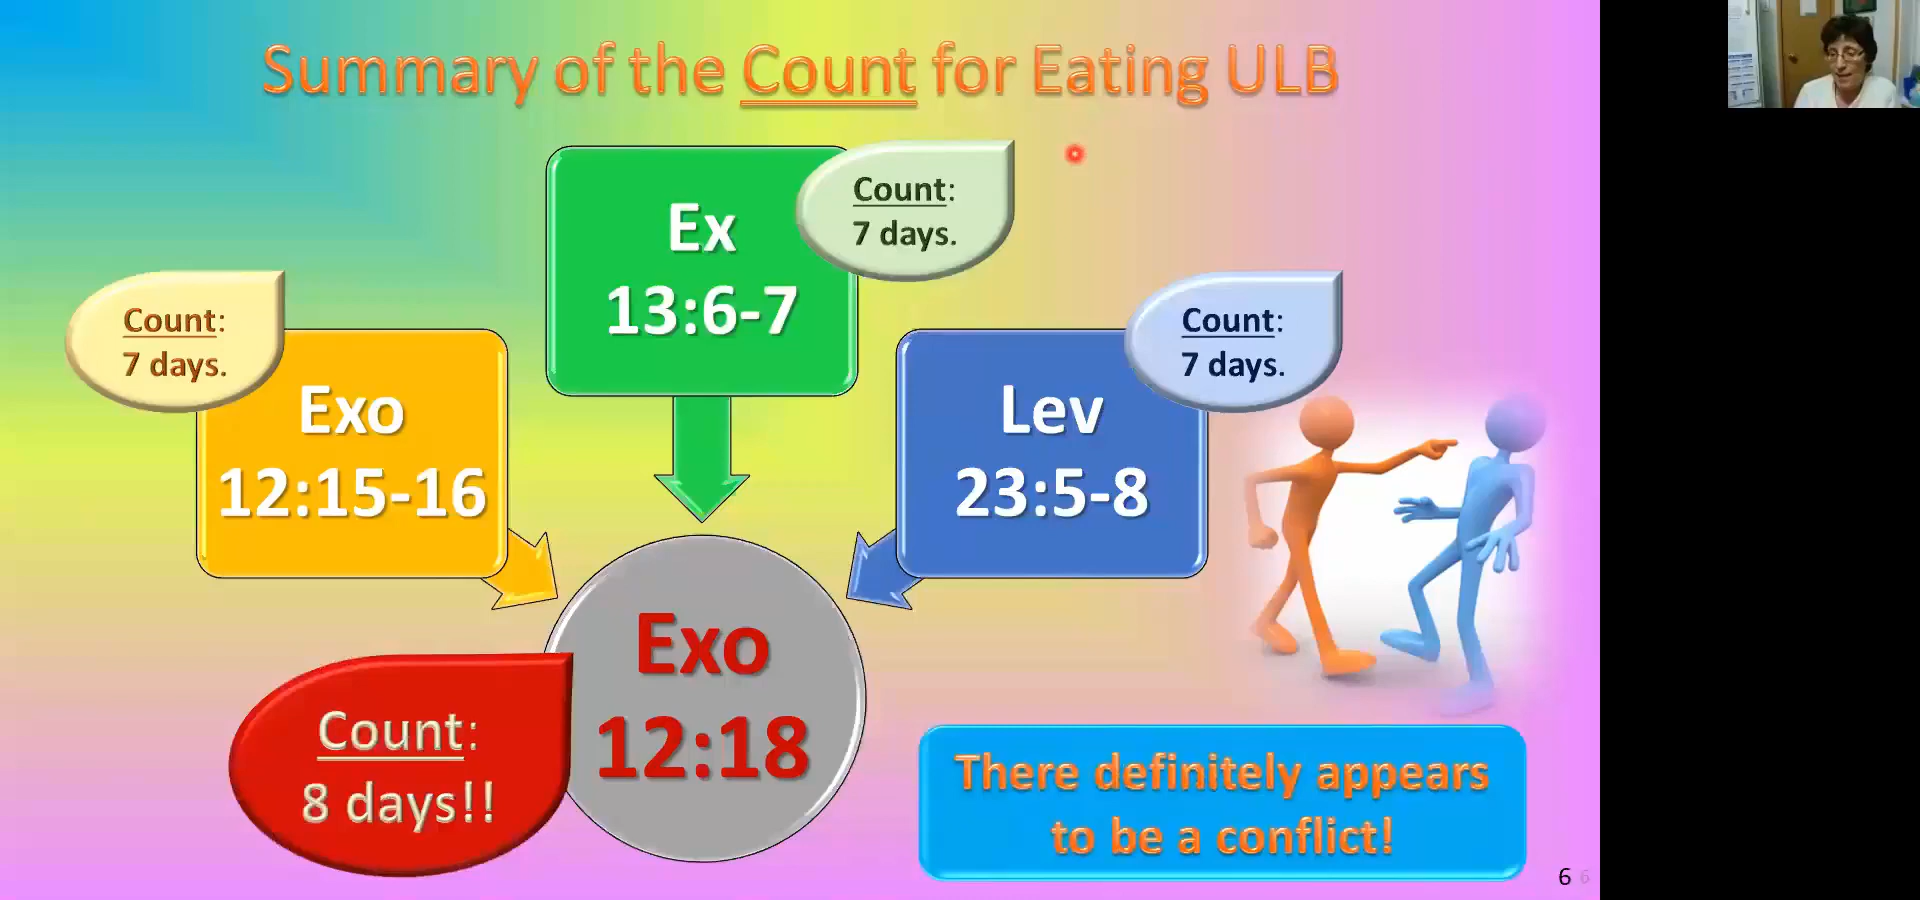 Summary of the Count for Eating ULB
Ex
13:6-7
Count:
7 days.
Count:
7 days.
Exo
12:15-16
Count:
7 days.
Lev
23:5-8
Exo
12:18
Count:
8 days!!
There definitely appears
to be a conflict!
6 6